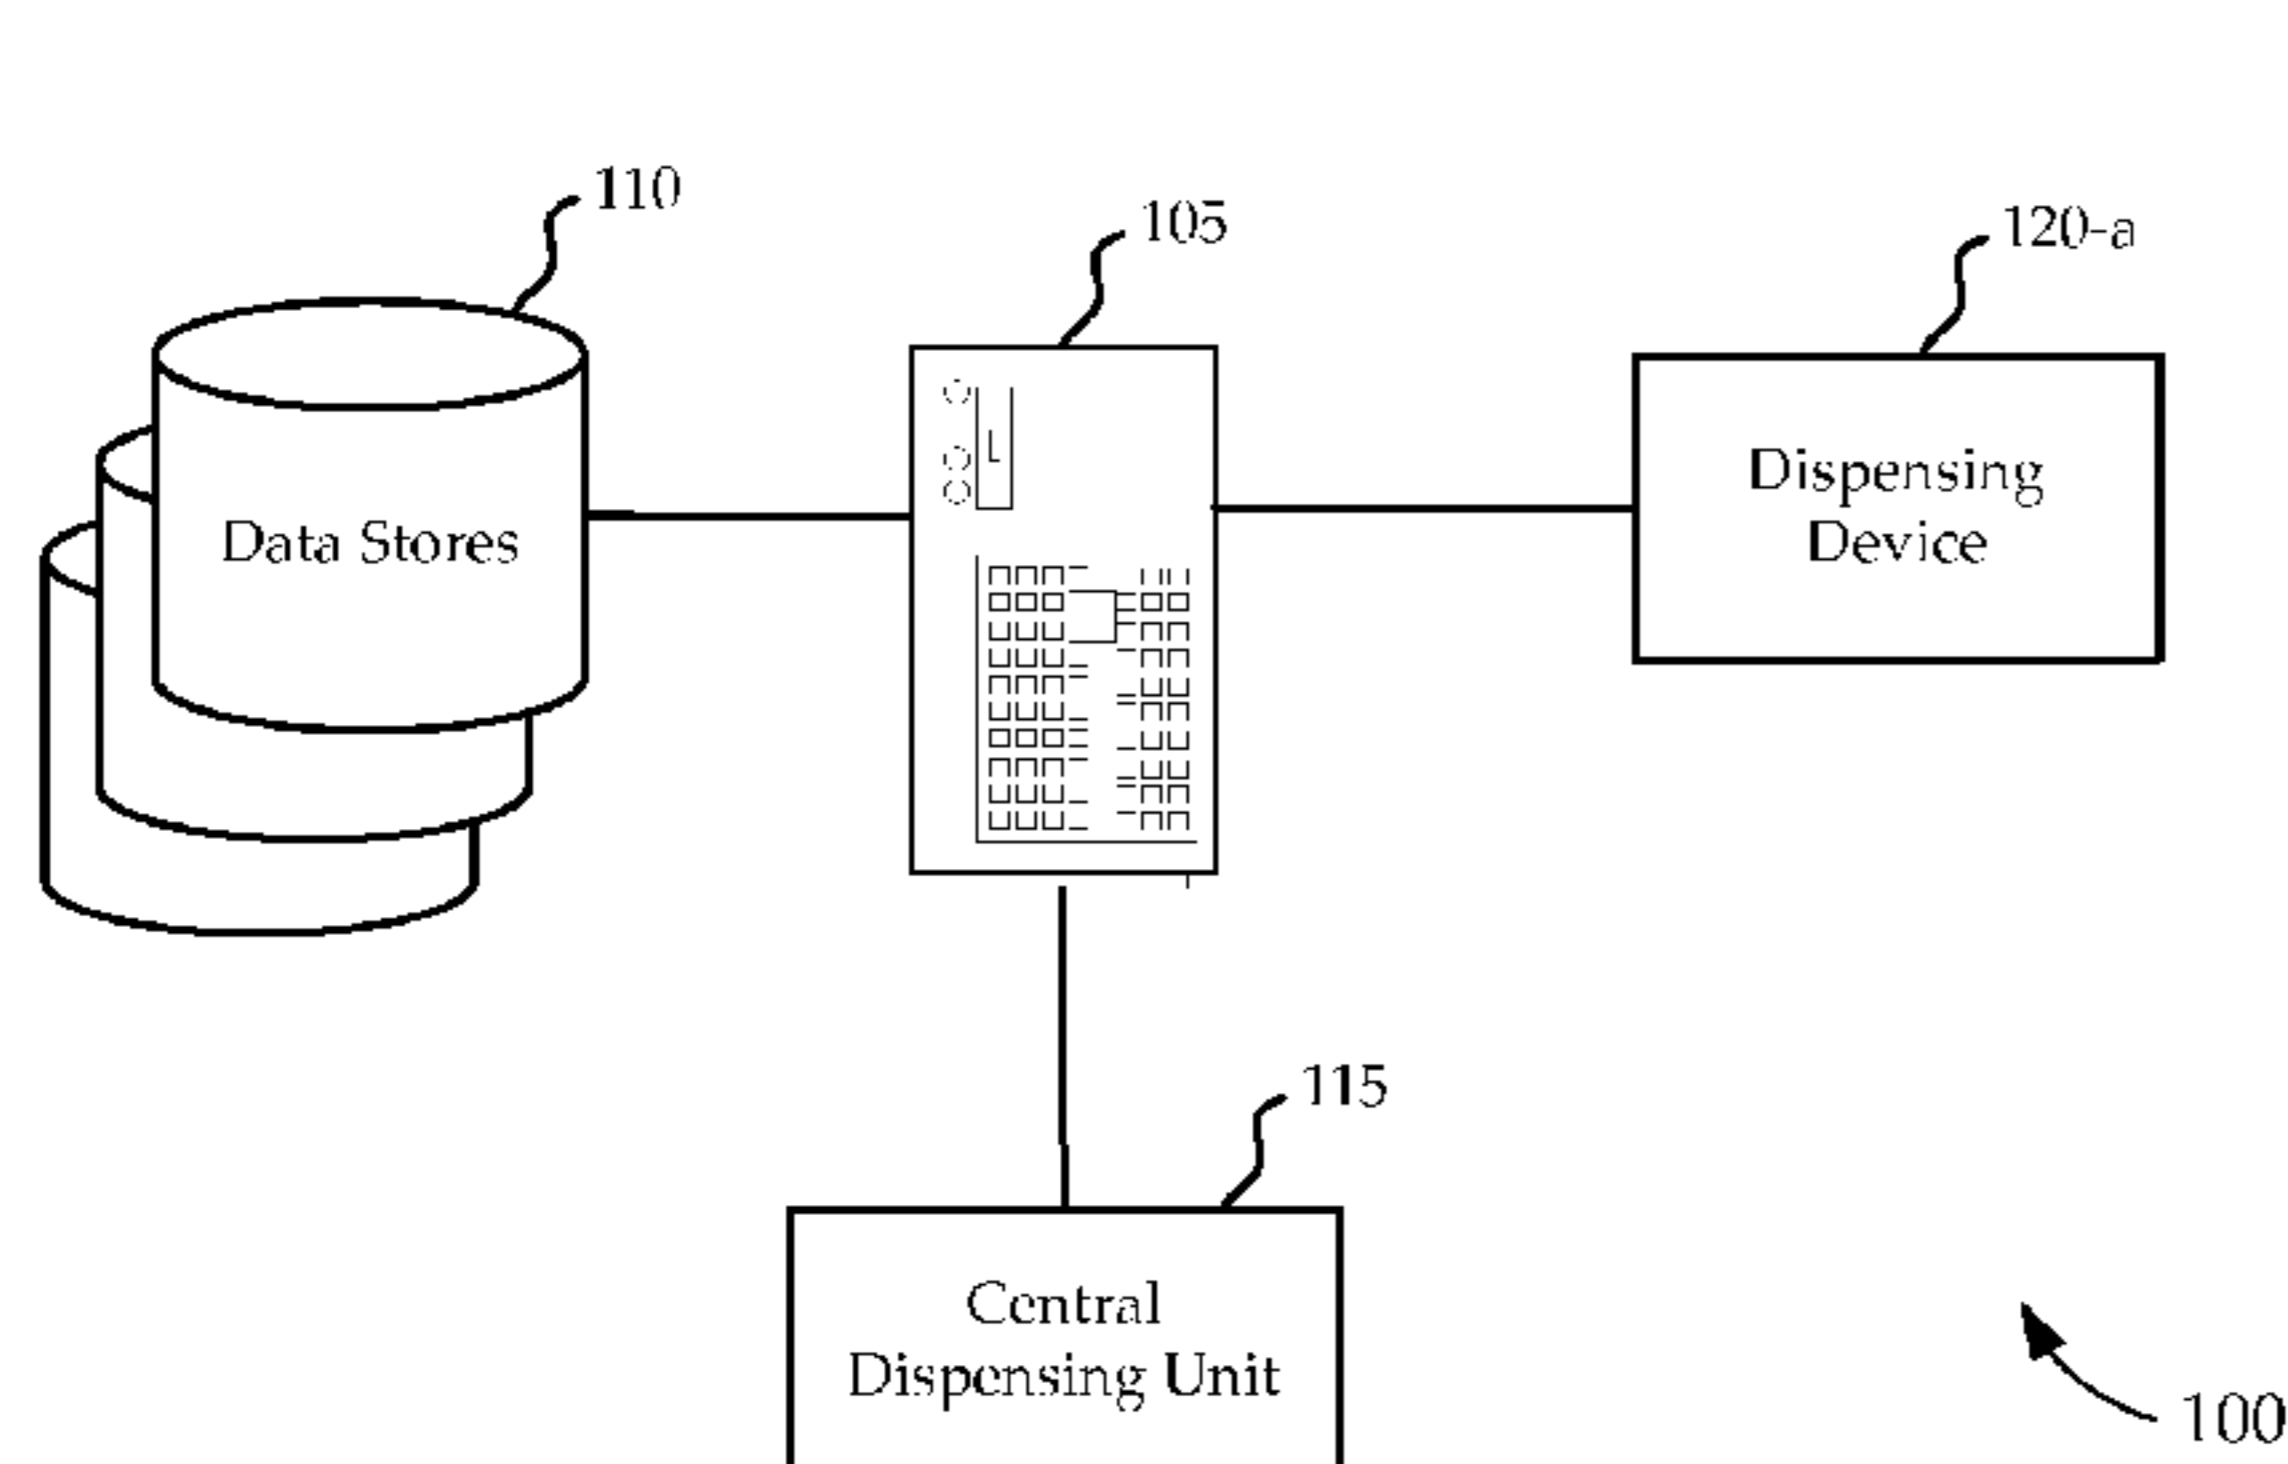 110
105
120-a
Dispensing
Device
Data Stores
115
Central
Dispensing Unit
100